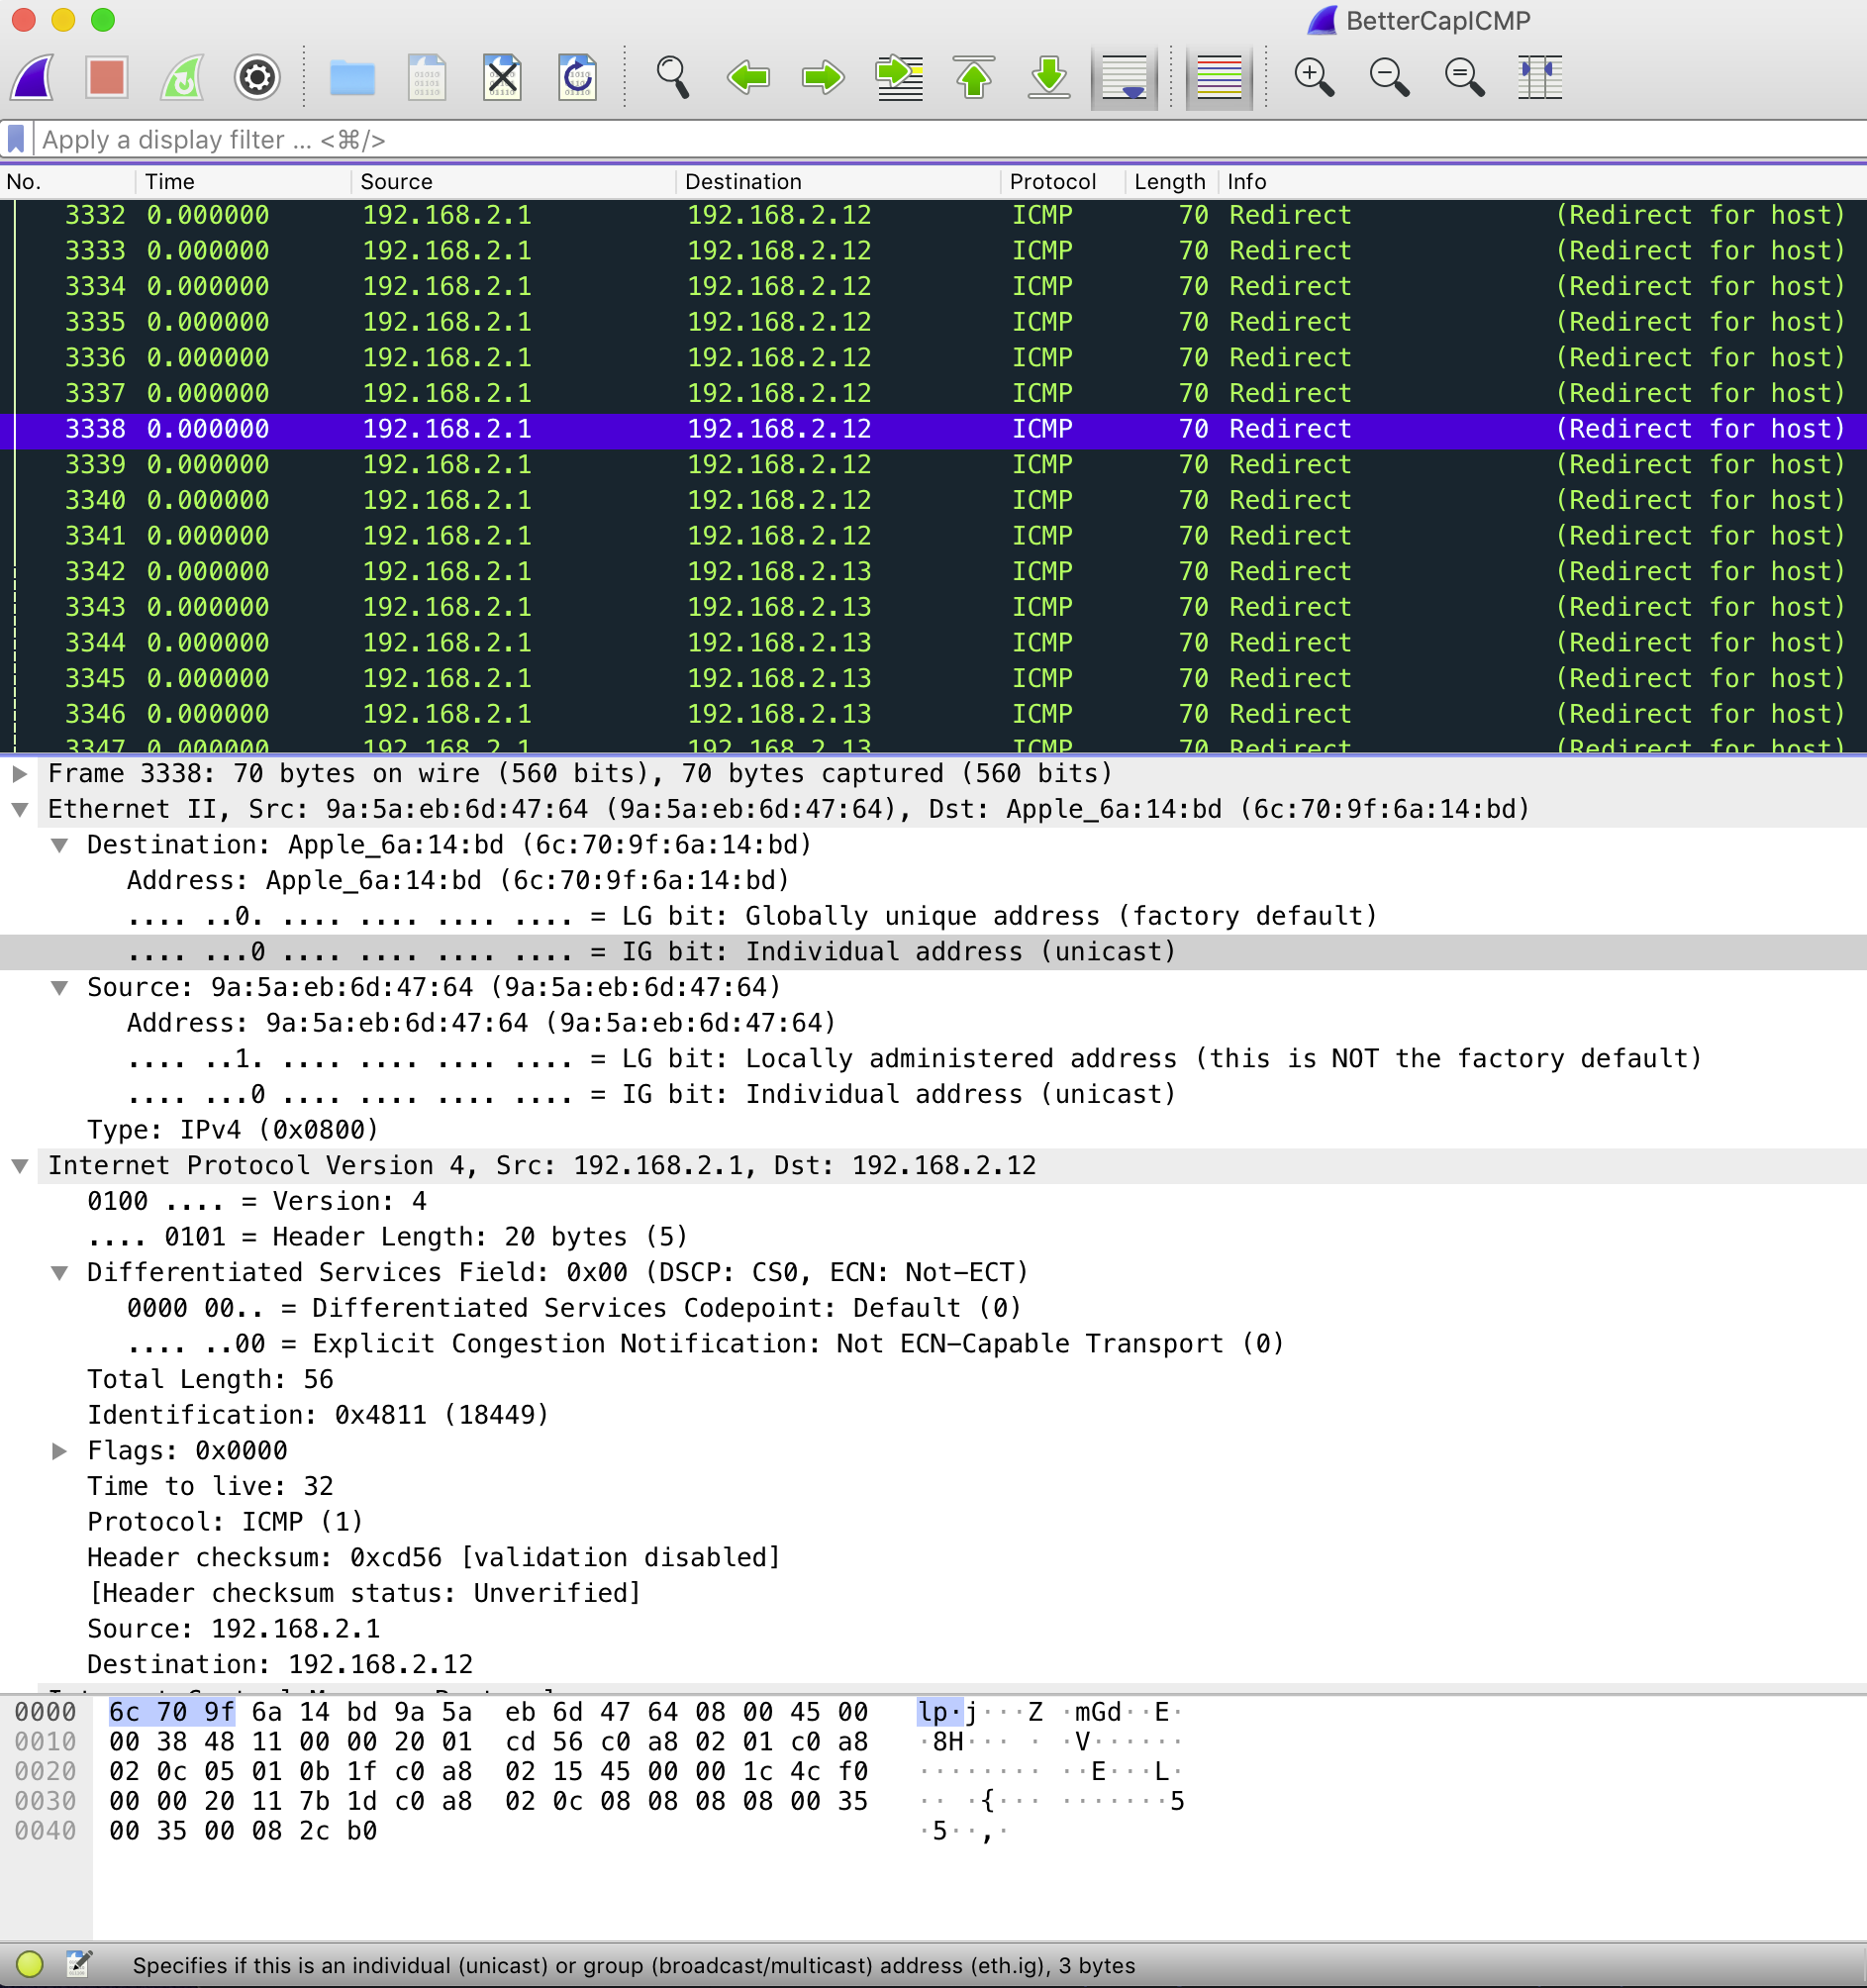 BetterCapICMP
Apply a display filter ... <⌘/>
No. Time Source Destination Protocol Length Info
3332 0.000000 192.168.2.1 192.168.2.12 ICMP 70 Redirect (Redirect for host)
3333 0.000000 192.168.2.1 192.168.2.12 ICMP 70 Redirect (Redirect for host)
3334 0.000000 192.168.2.1 192.168.2.12 ICMP 70 Redirect (Redirect for host)
3335 0.000000 192.168.2.1 192.168.2.12 ICMP 70 Redirect (Redirect for host)
3336 0.000000 192.168.2.1 192.168.2.12 ICMP 70 Redirect (Redirect for host)
3337 0.000000 192.168.2.1 192.168.2.12 ICMP 70 Redirect (Redirect for host)
3338 0.000000 192.168.2.1 192.168.2.12 ICMP 70 Redirect (Redirect for host)
3339 0.000000 192.168.2.1 192.168.2.12 ICMP 70 Redirect (Redirect for host)
3340 0.000000 192.168.2.1 192.168.2.12 ICMP 70 Redirect (Redirect for host)
3341 0.000000 192.168.2.1 192.168.2.12 ICMP 70 Redirect (Redirect for host)
3342 0.000000 192.168.2.1 192.168.2.13 ICMP 70 Redirect (Redirect for host)
3343 0.000000 192.168.2.1 192.168.2.13 ICMP 70 Redirect (Redirect for host)
3344 0.000000 192.168.2.1 192.168.2.13 ICMP 70 Redirect (Redirect for host)
3345 0.000000 192.168.2.1 192.168.2.13 ICMP 70 Redirect (Redirect for host)
3346 0.000000 192.168.2.1 192.168.2.13 ICMP 70 Redirect (Redirect for host)
3347 0.000000 192.168.2.1 192.168.2.13 ICMP 70 Redirect (Redirect for host)
Frame 3338: 70 bytes on wire (560 bits), 70 bytes captured (560 bits)
Ethernet II, Src: 9a:5a:eb:6d:47:64 (9a:5a:eb:6d:47:64), Dst: Apple_6a:14:bd (6c:70:9f:6a:14:bd)
Destination: Apple_6a:14:bd (6c:70:9f:6a:14:bd)
Address: Apple_6a:14:bd (6c:70:9f:6a:14:bd)
.... ..0. .... .... .... .... = LG bit: Globally unique address (factory default)
.... ...0 .... .... .... .... = IG bit: Individual address (unicast)
Source: 9a:5a:eb:6d:47:64 (9a:5a:eb:6d:47:64)
Address: 9a:5a:eb:6d:47:64 (9a:5a:eb:6d:47:64)
.... ..1. .... .... .... .... = LG bit: Locally administered address (this is NOT the factory default)
.... ...0 .... .... .... .... = IG bit: Individual address (unicast)
Type: IPv4 (0x0800)
Internet Protocol Version 4, Src: 192.168.2.1, Dst: 192.168.2.12
0100 .... = Version: 4
.... 0101 = Header Length: 20 bytes (5)
Differentiated Services Field: 0x00 (DSCP: CS0, ECN: Not-ECT)
0000 00.. = Differentiated Services Codepoint: Default (0)
.... ..00 = Explicit Congestion Notification: Not ECN-Capable Transport (0)
Total Length: 56
Identification: 0x4811 (18449)
Flags: 0x0000
Time to live: 32
Protocol: ICMP (1)
Header checksum: 0xcd56 [validation disabled]
[Header checksum status: Unverified]
Source: 192.168.2.1
Destination: 192.168.2.12
0000 6c 70 9f 6a 14 bd 9a 5a eb 6d 47 64 08 00 45 00 lp·j···Z ·mGd··E·
0010 00 38 48 11 00 00 20 01 cd 56 c0 a8 02 01 c0 a8 ·8H··· · ·V······
0020 02 0c 05 01 0b 1f c0 a8 02 15 45 00 00 1c 4c f0 ········ ··E···L·
0030 00 00 20 11 7b 1d c0 a8 02 0c 08 08 08 08 00 35 ·· ·{··· ·······5
0040 00 35 00 08 2c b0 ·5··,·
Specifies if this is an individual (unicast) or group (broadcast/multicast) address (eth.ig), 3 bytes